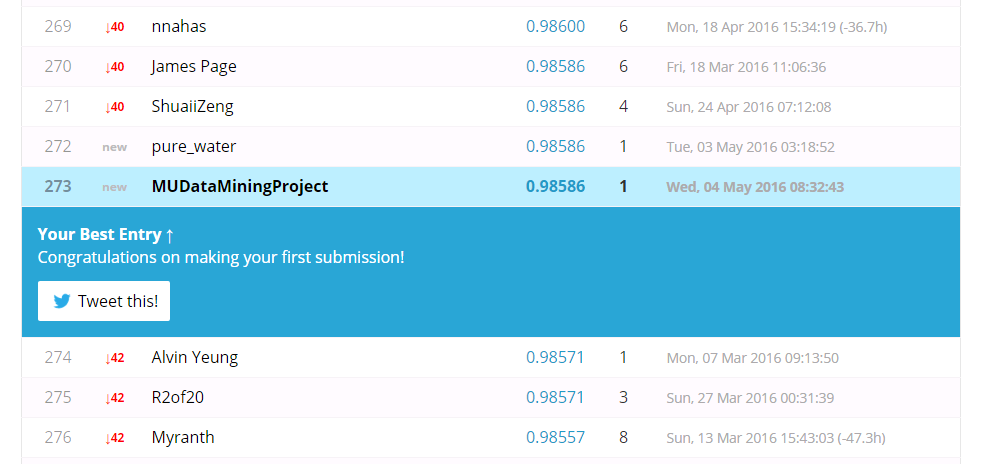 269 ↓40 nnahas 0.98600 6 Mon, 18 Apr 2016 15:34:19 (-36.7h)
270 ↓40 James Page 0.98586 6 Fri, 18 Mar 2016 11:06:36
271 ↓40 ShuaiiZeng 0.98586 4 Sun, 24 Apr 2016 07:12:08
272 new pure_water 0.98586 1 Tue, 03 May 2016 03:18:52
273 new MUDataMiningProject 0.98586 1 Wed, 04 May 2016 08:32:43
Your Best Entry ↑
Congratulations on making your first submission!
Tweet this!
274 ↓42 Alvin Yeung 0.98571 1 Mon, 07 Mar 2016 09:13:50
275 ↓42 R2of20 0.98571 3 Sun, 27 Mar 2016 00:31:39
276 ↓42 Myranth 0.98557 8 Sun, 13 Mar 2016 15:43:03 (-47.3h)